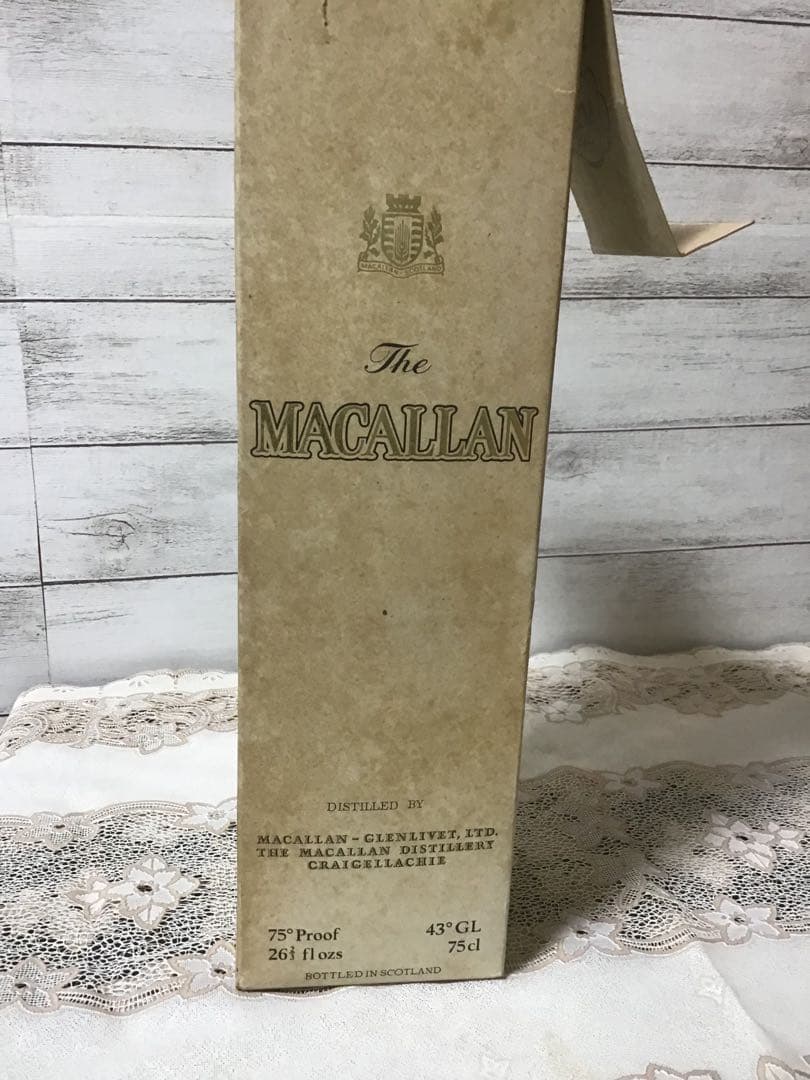 MACALLAN-SCOTLAND
The
MACALLAN
DISTILLED BY
MACALLAN-GLENLIVET, LTD.
THE MACALLAN DISTILLERY
CRAIGELLACHIE
75° Proof 43° GL
26⅔ fl ozs 75cl
BOTTLED IN SCOTLAND